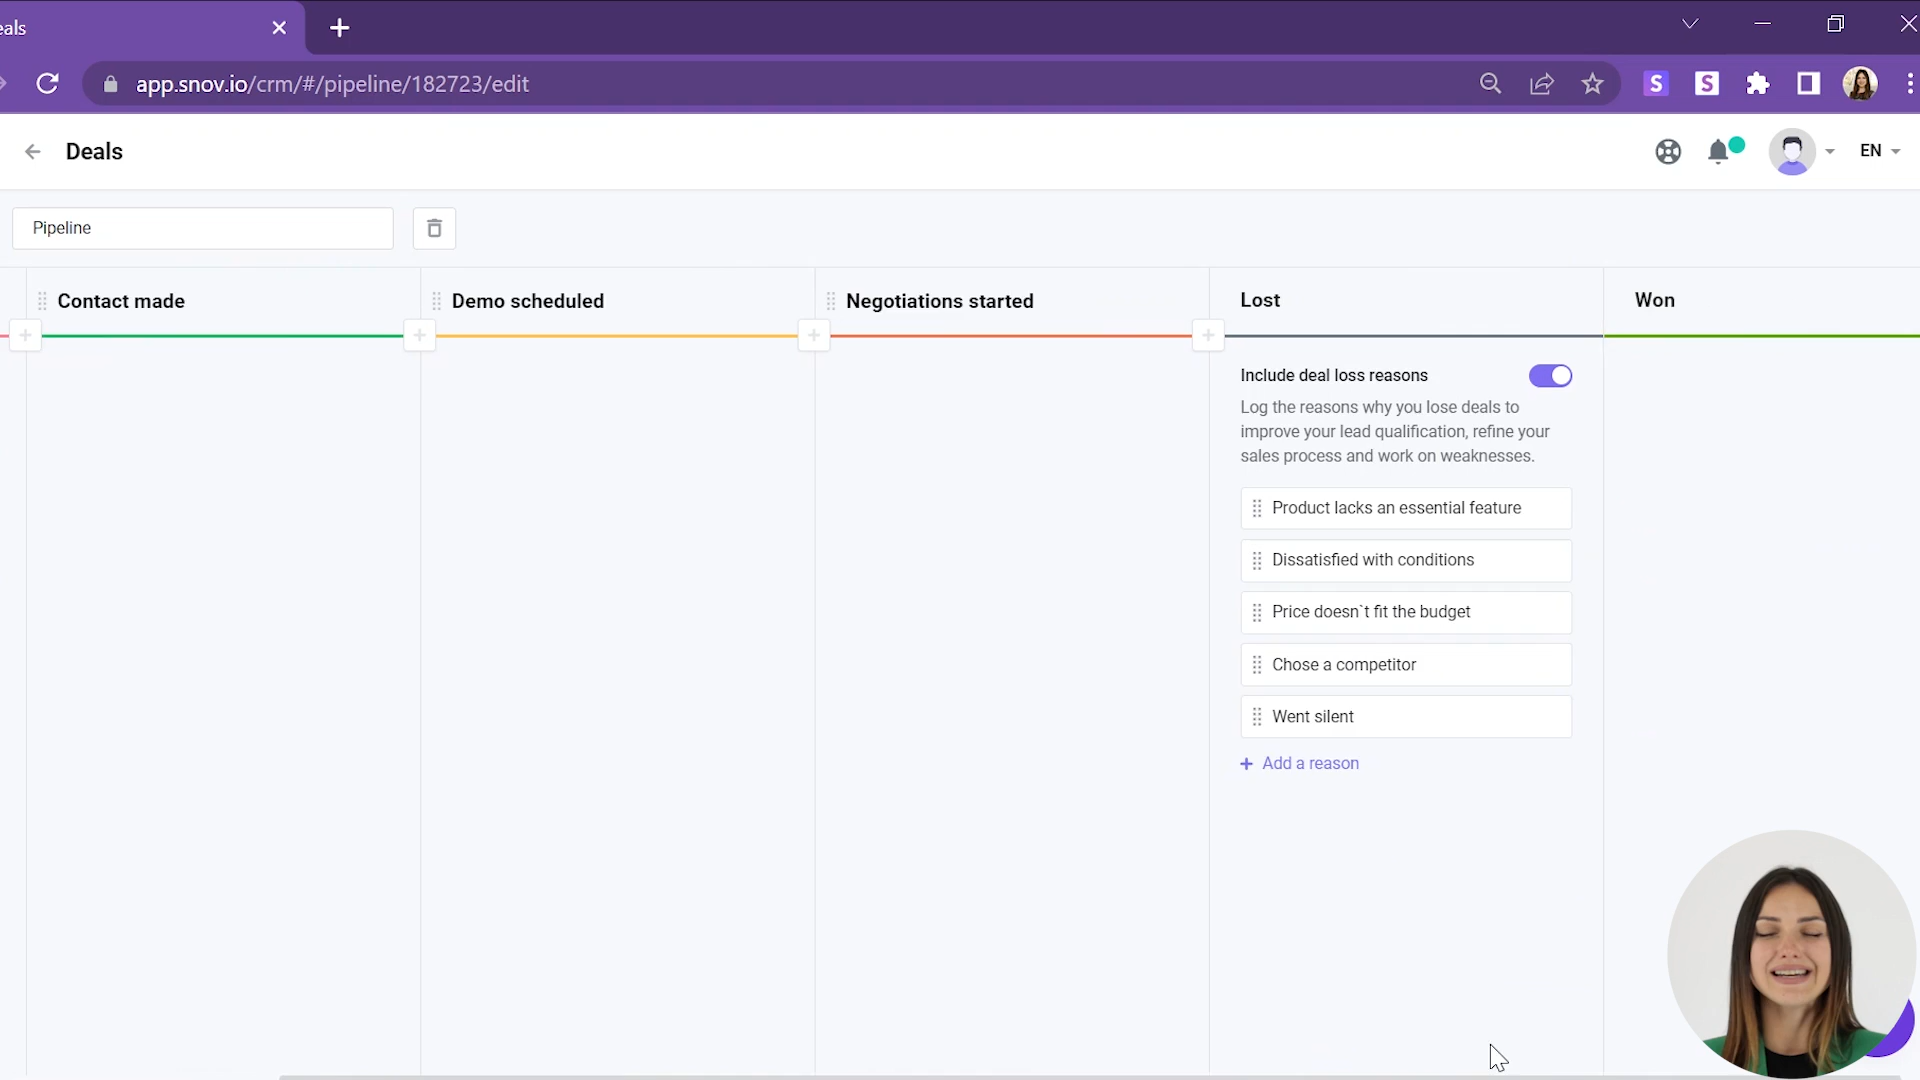 eals
app.snov.io/crm/#/pipeline/182723/edit
S
S
Deals
EN
Pipeline
Contact made
Demo scheduled
Negotiations started
Lost
Won
Include deal loss reasons
Log the reasons why you lose deals to
improve your lead qualification, refine your
sales process and work on weaknesses.
Product lacks an essential feature
Dissatisfied with conditions
Price doesn`t fit the budget
Chose a competitor
Went silent
+ Add a reason